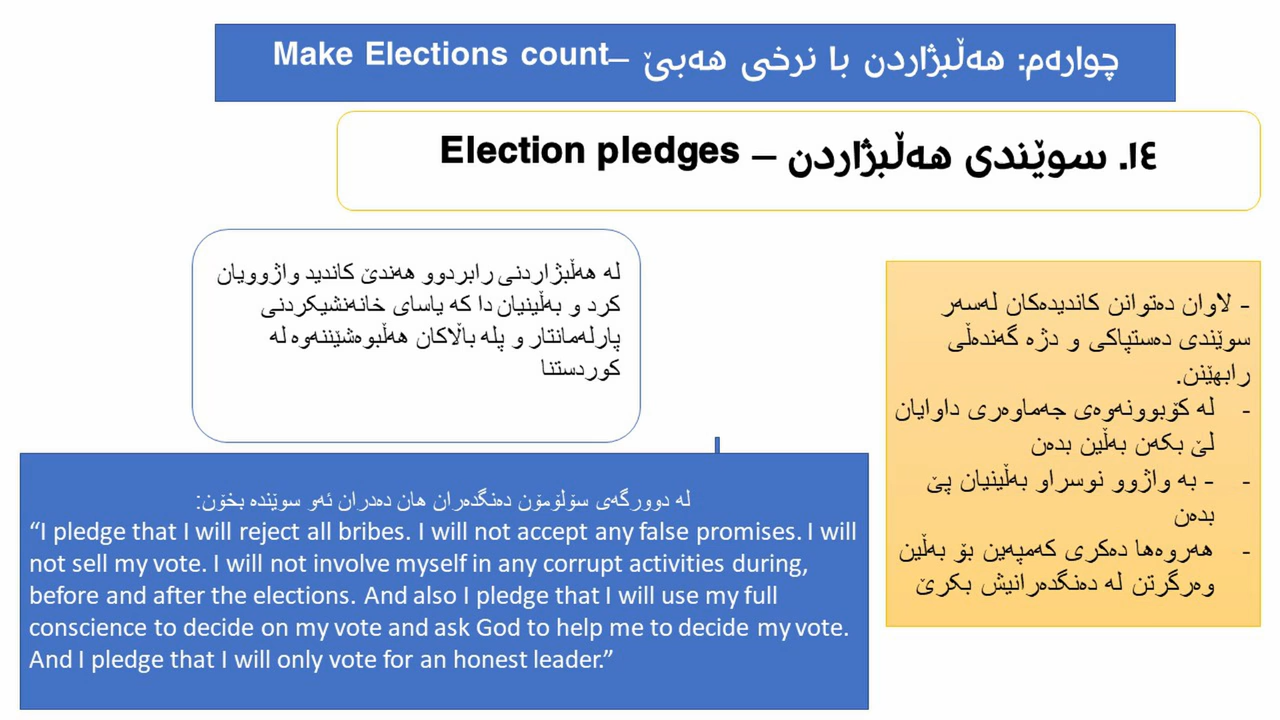 چوارەم: هەڵبژاردن با نرخی هەبێ –Make Elections count
١٤. سوێندی هەڵبژاردن – Election pledges
لە هەڵبژاردنی رابردوو هەندێ کاندید واژوویان
کرد و بەڵێنیان دا کە یاسای خانەنشیکردنی
پارلەمانتار و پلە باڵاکان هەڵبوەشێننەوە لە
کوردستنا
- لاوان دەتوانن کاندیدەکان لەسەر
سوێندی دەستپاکی و دژە گەندەڵی
رابهێنن.
- لە کۆبوونەوەی جەماوەری داوایان
لێ بکەن بەڵین بدەن
- - بە واژوو نوسراو بەڵینیان پێ
بدەن
- هەروەها دەکری کەمپەین بۆ بەڵین
وەرگرتن لە دەنگدەرانیش بکرێ
لە دوورگەی سۆلۆمۆن دەنگدەران هان دەدران ئەو سوێندە بخۆن:
“I pledge that I will reject all bribes. I will not accept any false promises. I will
not sell my vote. I will not involve myself in any corrupt activities during,
before and after the elections. And also I pledge that I will use my full
conscience to decide on my vote and ask God to help me to decide my vote.
And I pledge that I will only vote for an honest leader.”